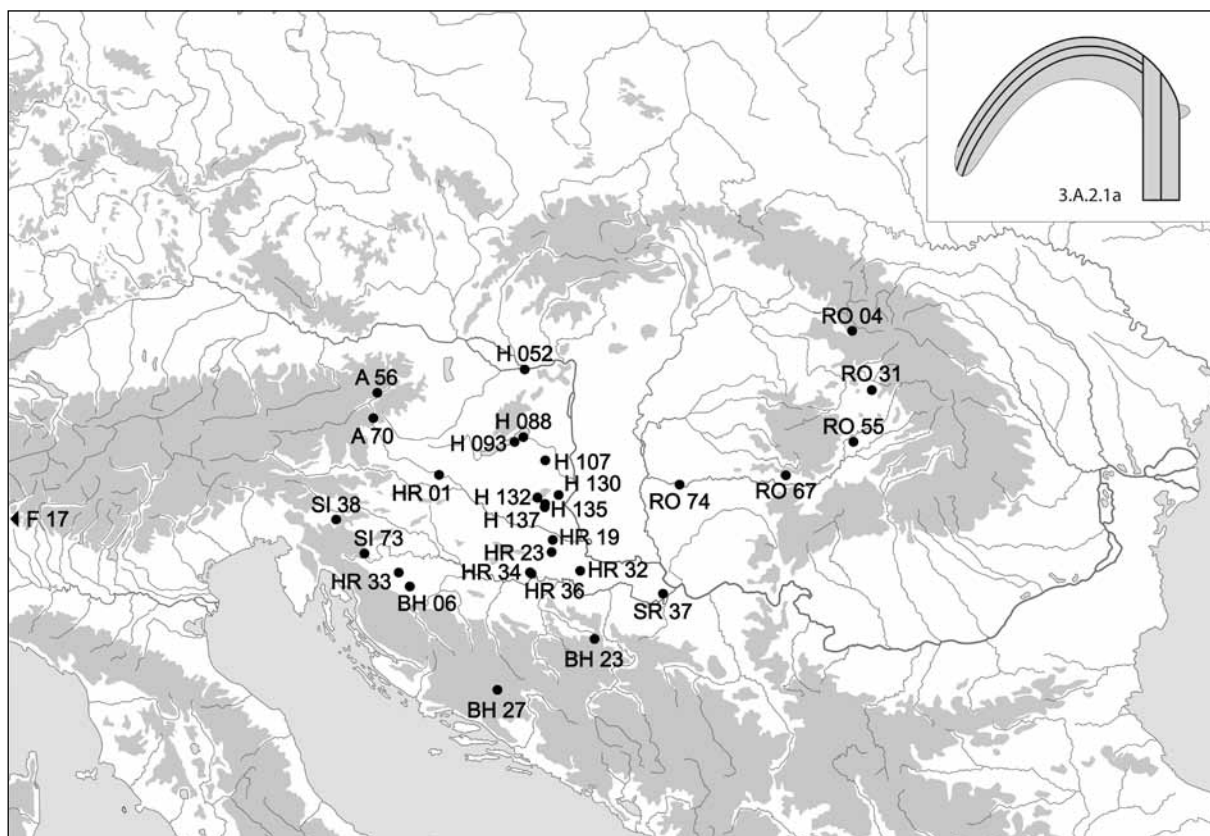 3.A.2.1a
RO 04
H 052
A 56
RO 31
A 70
H 088
H 093
RO 55
H 107
HR 01
RO 67
RO 74
H 130
H 132
H 135
SI 38
F 17
H 137
HR 19
SI 73
HR 23
HR 34
HR 32
HR 33
HR 36
BH 06
SR 37
BH 23
BH 27